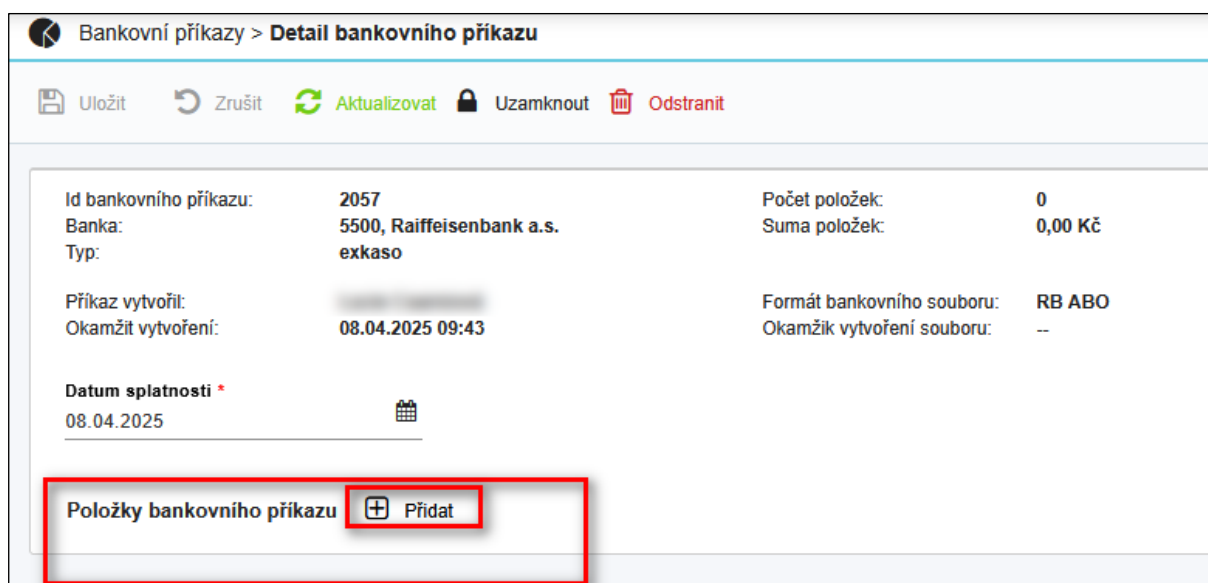 Bankovní příkazy > Detail bankovního příkazu
Uložit Zrušit Aktualizovat Uzamknout Odstranit
Id bankovního příkazu: 2057 Počet položek: 0
Banka: 5500, Raiffeisenbank a.s. Suma položek: 0,00 Kč
Typ: exkaso
Příkaz vytvořil: Formát bankovního souboru: RB ABO
Okamžit vytvoření: 08.04.2025 09:43 Okamžik vytvoření souboru: --
Datum splatnosti *
08.04.2025
Položky bankovního příkazu Přidat